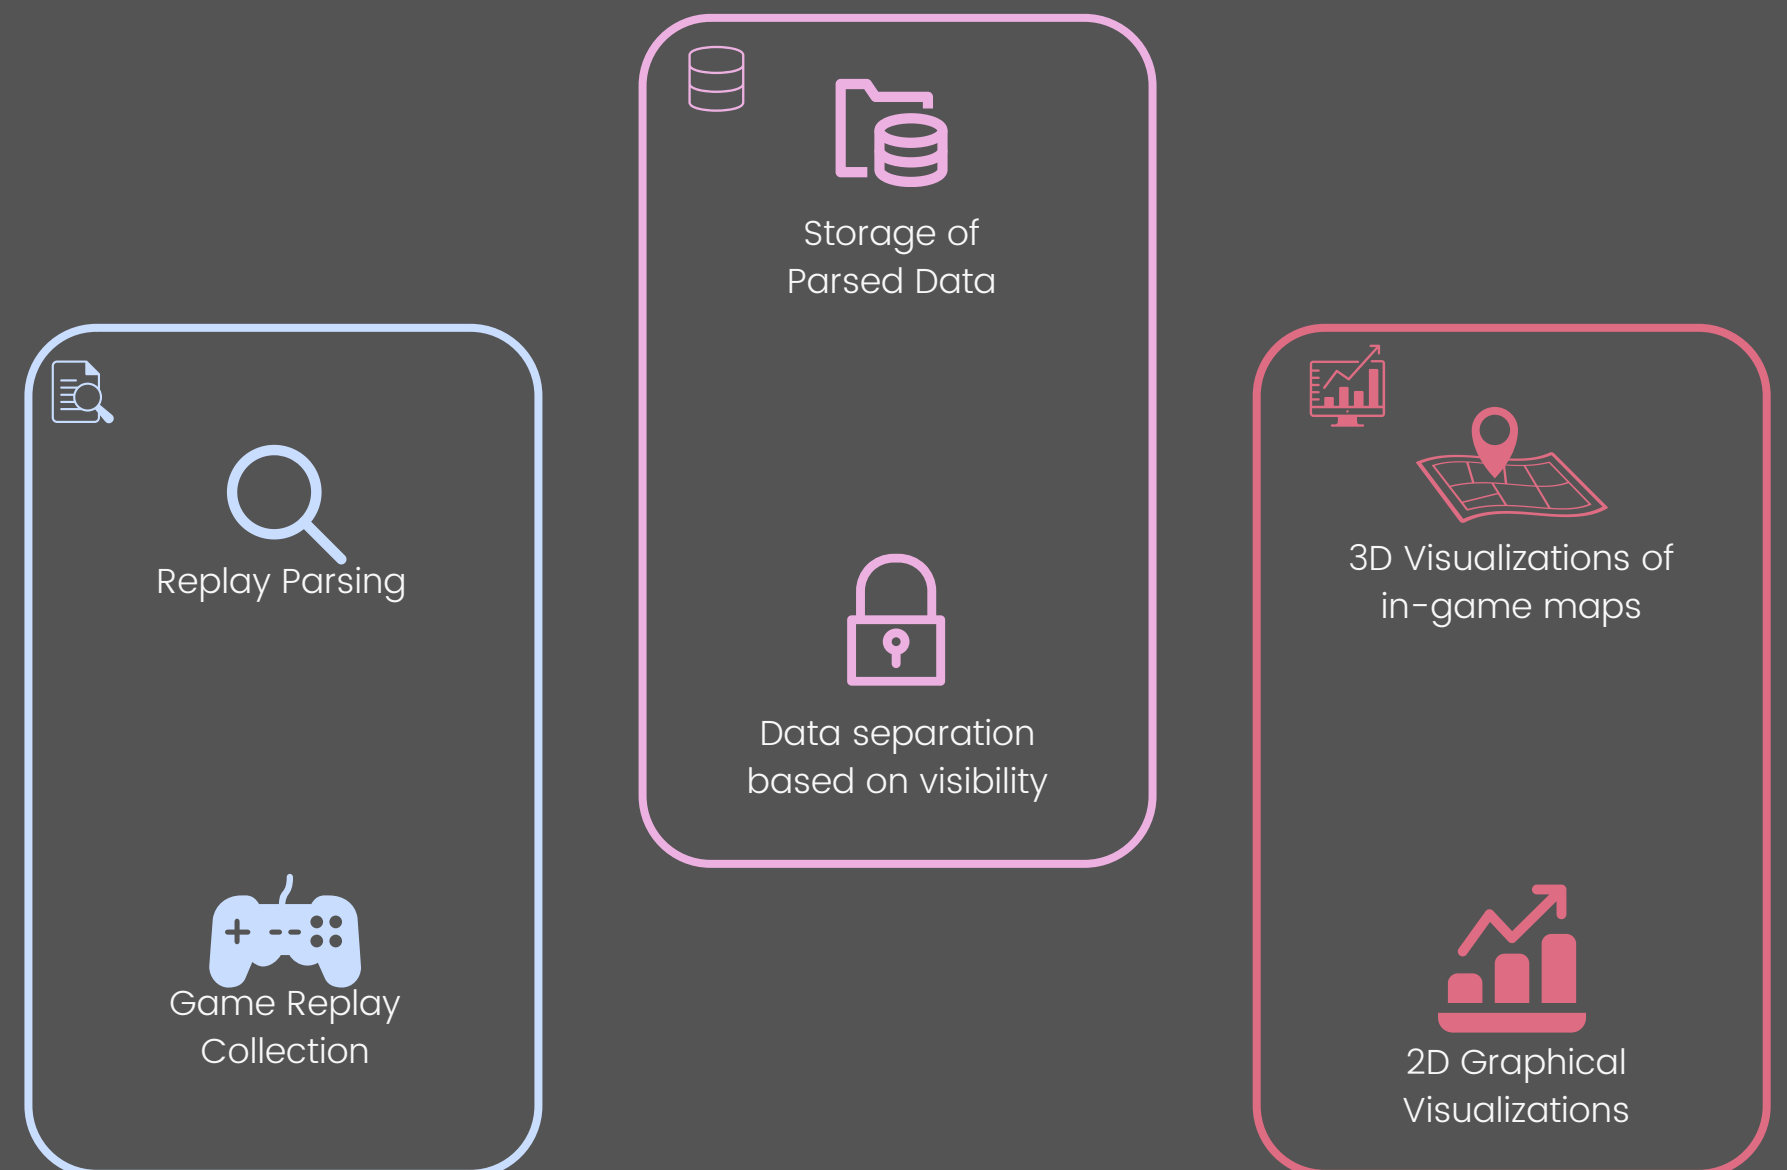 Replay Parsing
Game Replay
Collection
Storage of
Parsed Data
Data separation
based on visibility
3D Visualizations of
in-game maps
2D Graphical
Visualizations